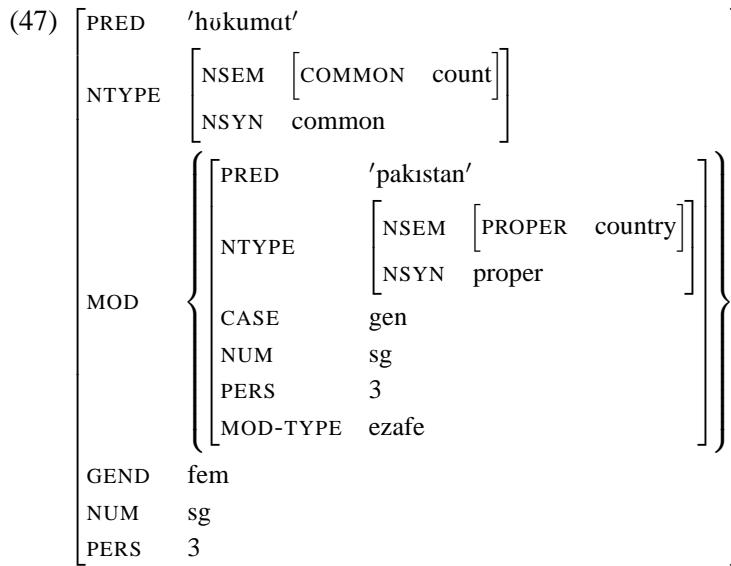 (47) PRED ′hʊkumɑt′
NTYPE NSEM [COMMON count]
NSYN common
MOD PRED ′pakɪstan′
NTYPE NSEM [PROPER country]
NSYN proper
CASE gen
NUM sg
PERS 3
MOD-TYPE ezafe
GEND fem
NUM sg
PERS 3